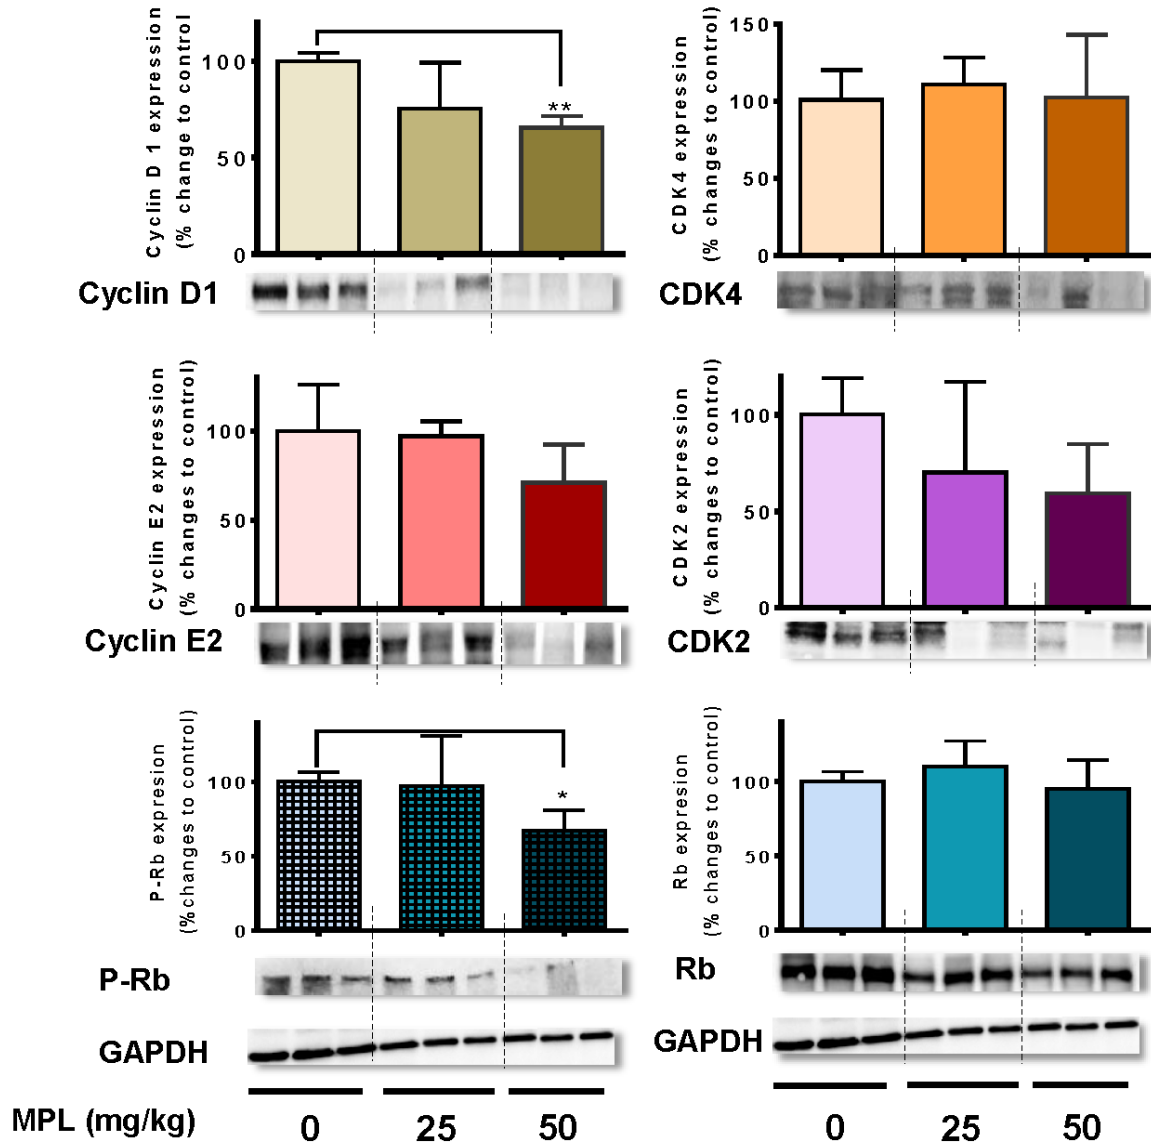 Cyclin D 1 expression
(% change to control)
100
50
0
**
Cyclin D1
CDK4 expression
(% changes to control)
150
100
50
0
CDK4
Cyclin E2 expression
(% changes to control)
100
50
0
Cyclin E2
CDK2 expression
(% changes to control)
100
50
0
CDK2
P-Rb expresion
(%changes to control)
100
50
0
*
P-Rb
GAPDH
Rb expresion
(% changes to control)
100
50
0
Rb
GAPDH
MPL (mg/kg)
0
25
50
0
25
50